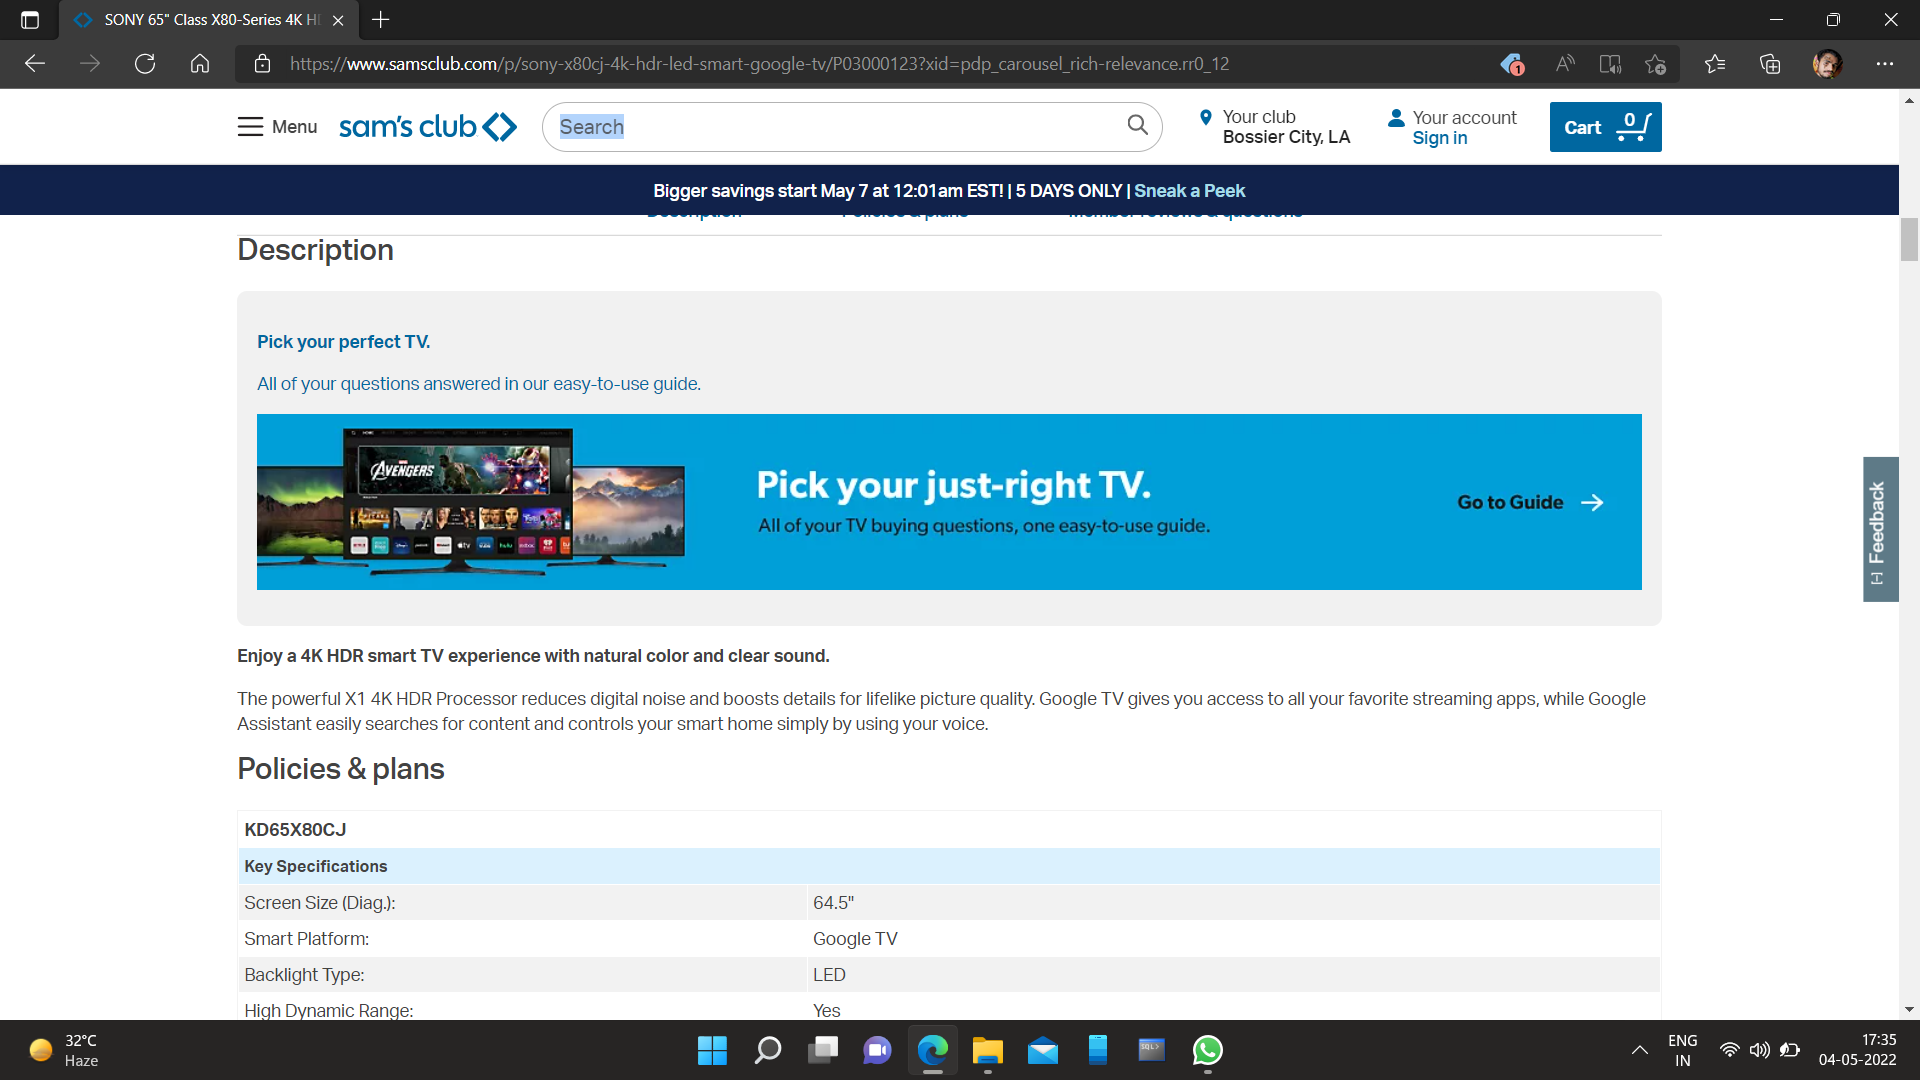 SONY 65" Class X80-Series 4K H
https://www.samsclub.com/p/sony-x80cj-4k-hdr-led-smart-google-tv/P03000123?xid=pdp_carousel_rich-relevance.rr0_12
1
Menu
sam's club
Search
Your club
Bossier City, LA
Your account
Sign in
Cart
0
Bigger savings start May 7 at 12:01am EST! | 5 DAYS ONLY | Sneak a Peek
Description
Policies & plans
Member reviews & questions
Description
Pick your perfect TV.
All of your questions answered in our easy-to-use guide.
AVENGERS
Pick your just-right TV.
All of your TV buying questions, one easy-to-use guide.
Go to Guide
[-] Feedback
Enjoy a 4K HDR smart TV experience with natural color and clear sound.
The powerful X1 4K HDR Processor reduces digital noise and boosts details for lifelike picture quality. Google TV gives you access to all your favorite streaming apps, while Google
Assistant easily searches for content and controls your smart home simply by using your voice.
Policies & plans
KD65X80CJ
Key Specifications
Screen Size (Diag.):
64.5"
Smart Platform:
Google TV
Backlight Type:
LED
High Dynamic Range:
Yes
32°C
Haze
SQL>
ENG
IN
17:35
04-05-2022